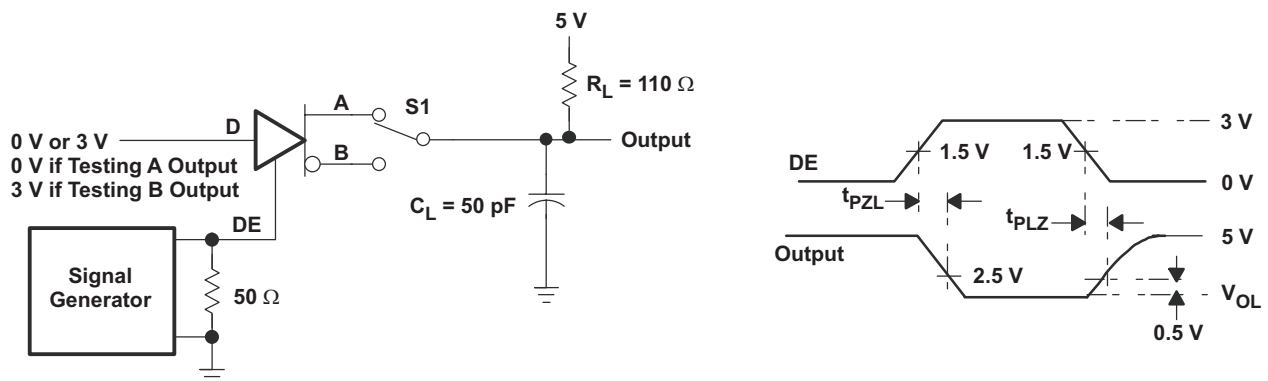 5 V
R_L = 110 Ω
A
S1
D
0 V or 3 V
Output
B
0 V if Testing A Output
3 V if Testing B Output
C_L = 50 pF
DE
Signal
Generator
50 Ω
3 V
DE
1.5 V
1.5 V
0 V
t_PZL
t_PLZ
Output
5 V
2.5 V
V_OL
0.5 V